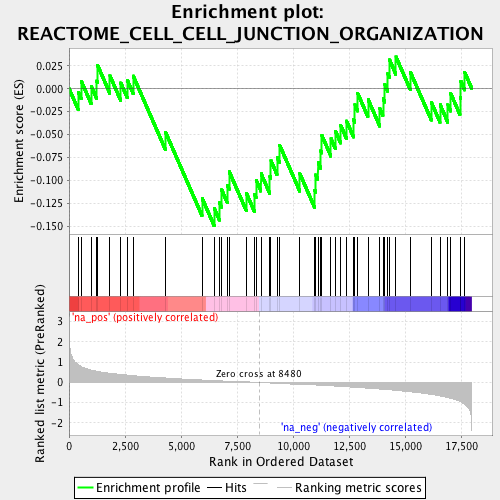 Enrichment plot:
REACTOME_CELL_CELL_JUNCTION_ORGANIZATION
Enrichment score (ES)
0.025
0.000
-0.025
-0.050
-0.075
-0.100
-0.125
-0.150
'na_pos' (positively correlated)
Ranked list metric (PreRanked)
3
2
1
0
-1
-2
Zero cross at 8480
'na_neg' (negatively correlated)
0
2,500
5,000
7,500
10,000
12,500
15,000
17,500
Rank in Ordered Dataset
Enrichment profile
Hits
Ranking metric scores